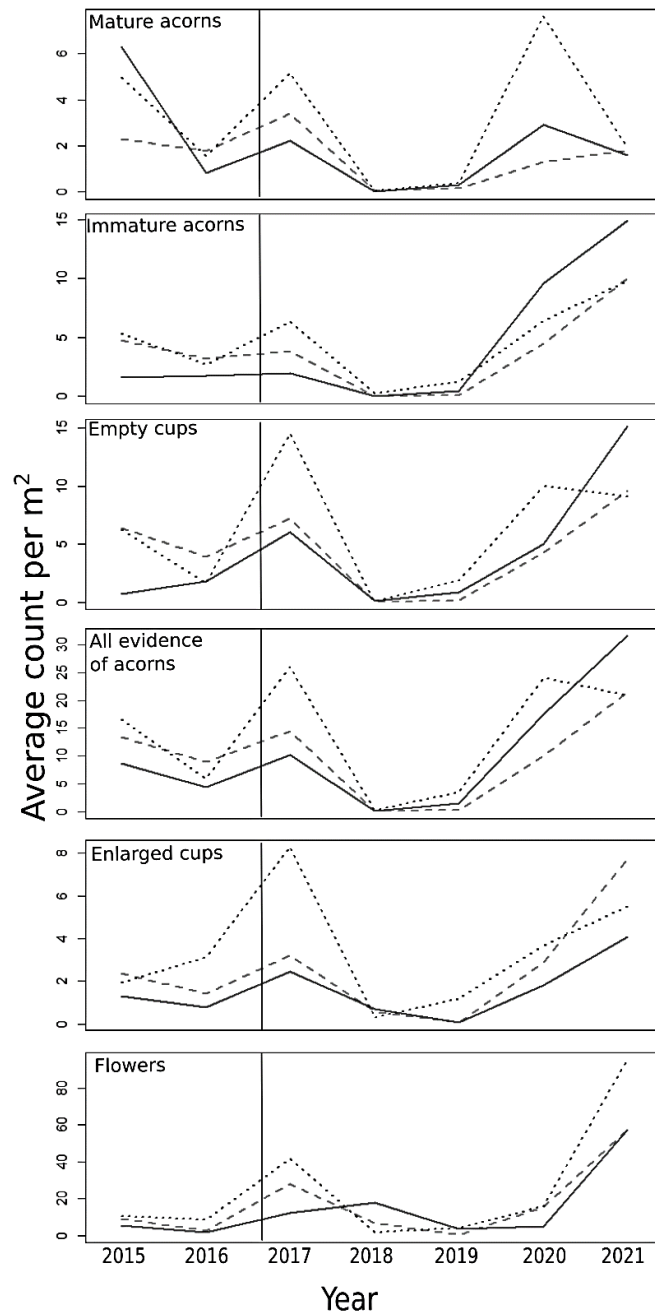 Average count per m²
Mature acorns
6
4
2
0
Immature acorns
15
10
5
0
Empty cups
15
10
5
0
All evidence
of acorns
30
25
20
15
10
5
0
Enlarged cups
8
6
4
2
0
Flowers
80
60
40
20
0
2015 2016 2017 2018 2019 2020 2021
Year